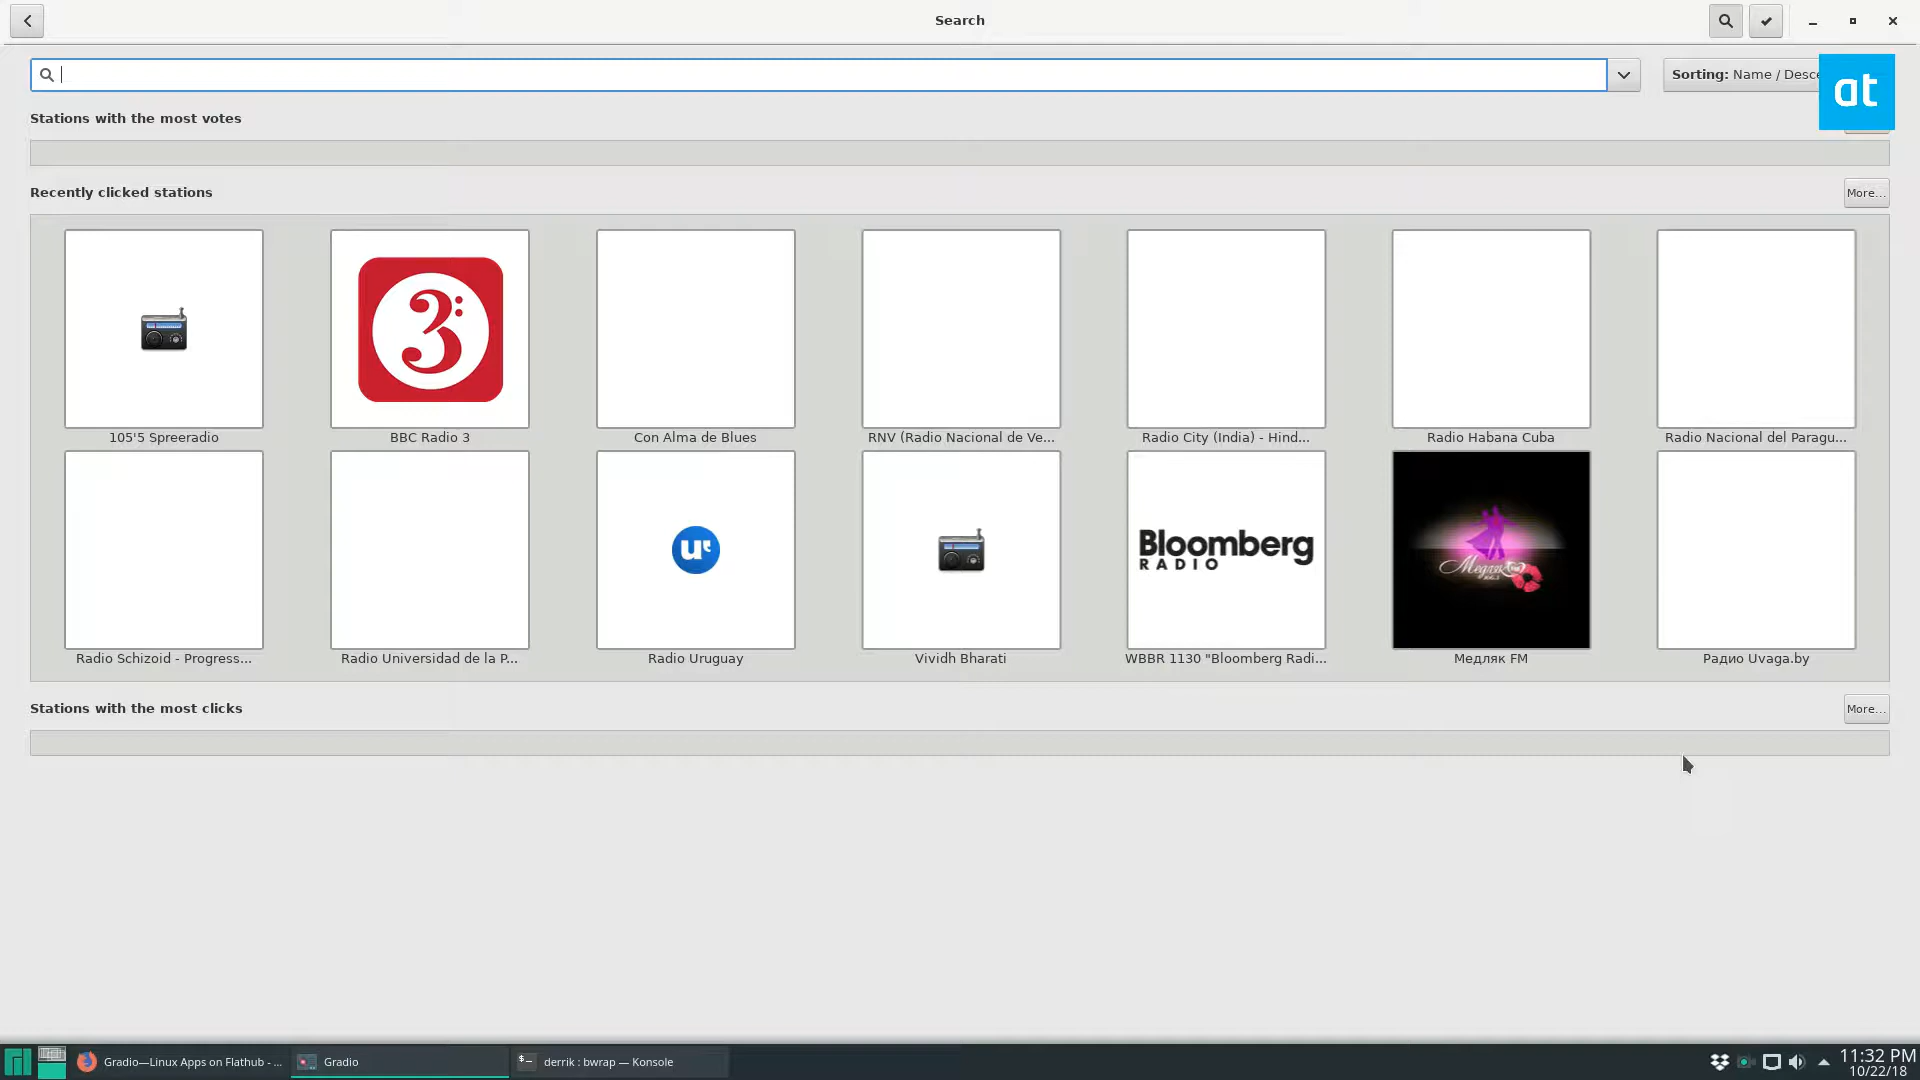 Search
Sorting: Name / Desce
at
Stations with the most votes
Recently clicked stations
More...
3
105'5 Spreeradio
BBC Radio 3
Con Alma de Blues
RNV (Radio Nacional de Ve...
Radio City (India) - Hind...
Radio Habana Cuba
Radio Nacional del Paragu...
ur
Bloomberg
RADIO
Медляк
Radio Schizoid - Progress...
Radio Universidad de la P...
Radio Uruguay
Vividh Bharati
WBBR 1130 "Bloomberg Radi...
Медляк FM
Радио Uvaga.by
Stations with the most clicks
More...
Gradio—Linux Apps on Flathub - ...
Gradio
derrik : bwrap — Konsole
11:32 PM
10/22/18